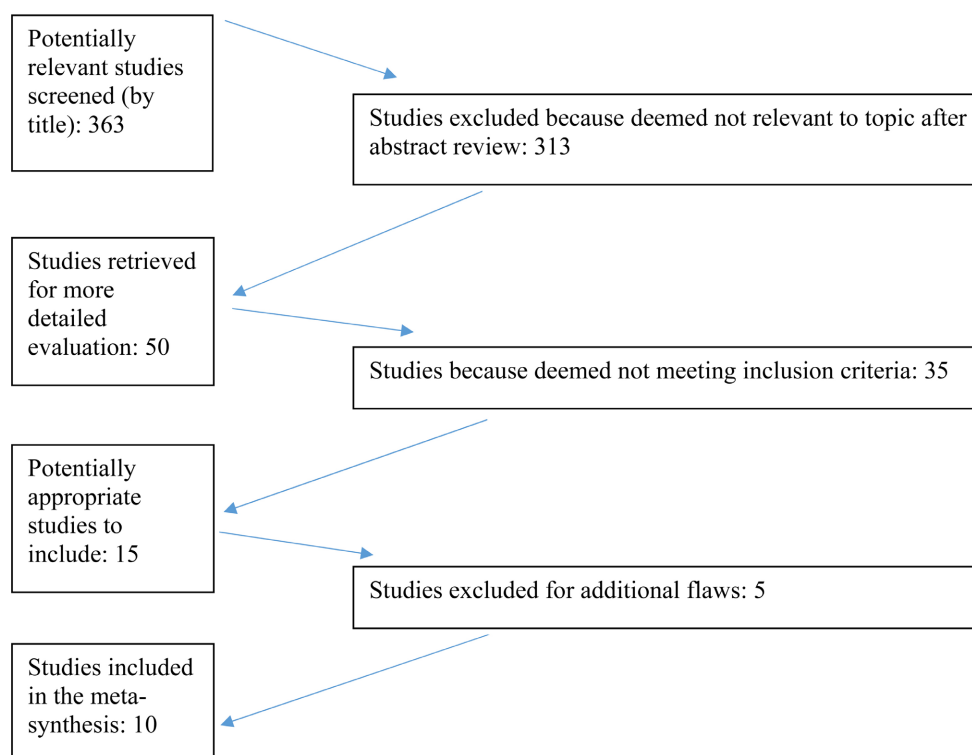 Potentially
relevant studies
screened (by
title): 363
Studies excluded because deemed not relevant to topic after
abstract review: 313
Studies retrieved
for more
detailed
evaluation: 50
Studies because deemed not meeting inclusion criteria: 35
Potentially
appropriate
studies to
include: 15
Studies excluded for additional flaws: 5
Studies included
in the meta-
synthesis: 10